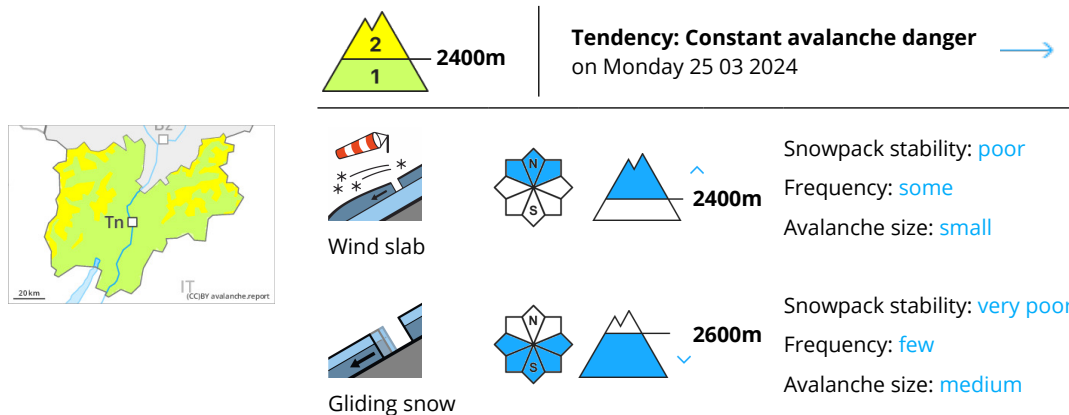 2
1
2400m
Tendency: Constant avalanche danger
on Monday 25 03 2024
BZ
Tn
IT
20 km
(CC)BY avalanche.report
N
S
2400m
Snowpack stability: poor
Frequency: some
Avalanche size: small
Wind slab
N
S
2600m
Snowpack stability: very poor
Frequency: few
Avalanche size: medium
Gliding snow